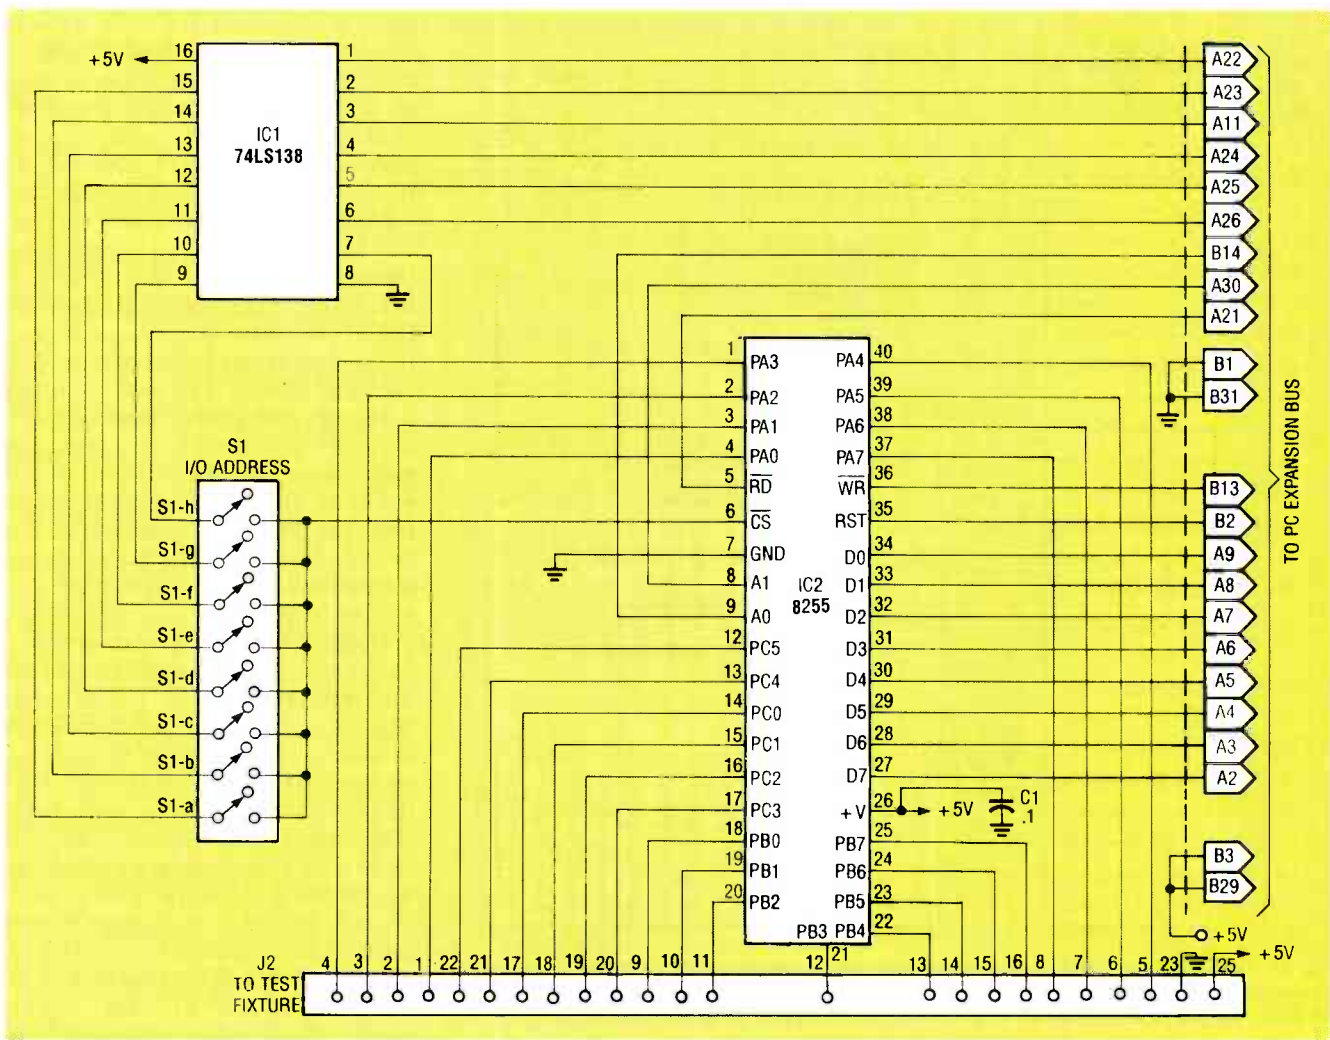 +5V
16
15
14
13
12
11
10
9
IC1
74LS138
1
2
3
4
5
6
7
8
A22
A23
A11
A24
A25
A26
B14
A30
A21
B1
B31
B13
B2
A9
A8
A7
A6
A5
A4
A3
A2
B3
B29
+5V
+5V
TO PC EXPANSION BUS
S1
I/O ADDRESS
S1-h
S1-g
S1-f
S1-e
S1-d
S1-c
S1-b
S1-a
1 PA3
2 PA2
3 PA1
4 PA0
5 RD
6 CS
7 GND
8 A1
9 A0
12 PC5
13 PC4
14 PC0
15 PC1
16 PC2
17 PC3
18 PB0
19 PB1
20 PB2
IC2
8255
PA4 40
PA5 39
PA6 38
PA7 37
WR 36
RST 35
D0 34
D1 33
D2 32
D3 31
D4 30
D5 29
D6 28
D7 27
+V 26
PB7 25
PB6 24
PB5 23
PB4 22
PB3 21
+5V
C1
.1
J2
TO TEST
FIXTURE
4 3 2 1 22 21 17 18 19 20 9 10 11 12 13 14 15 16 8 7 6 5 23 25